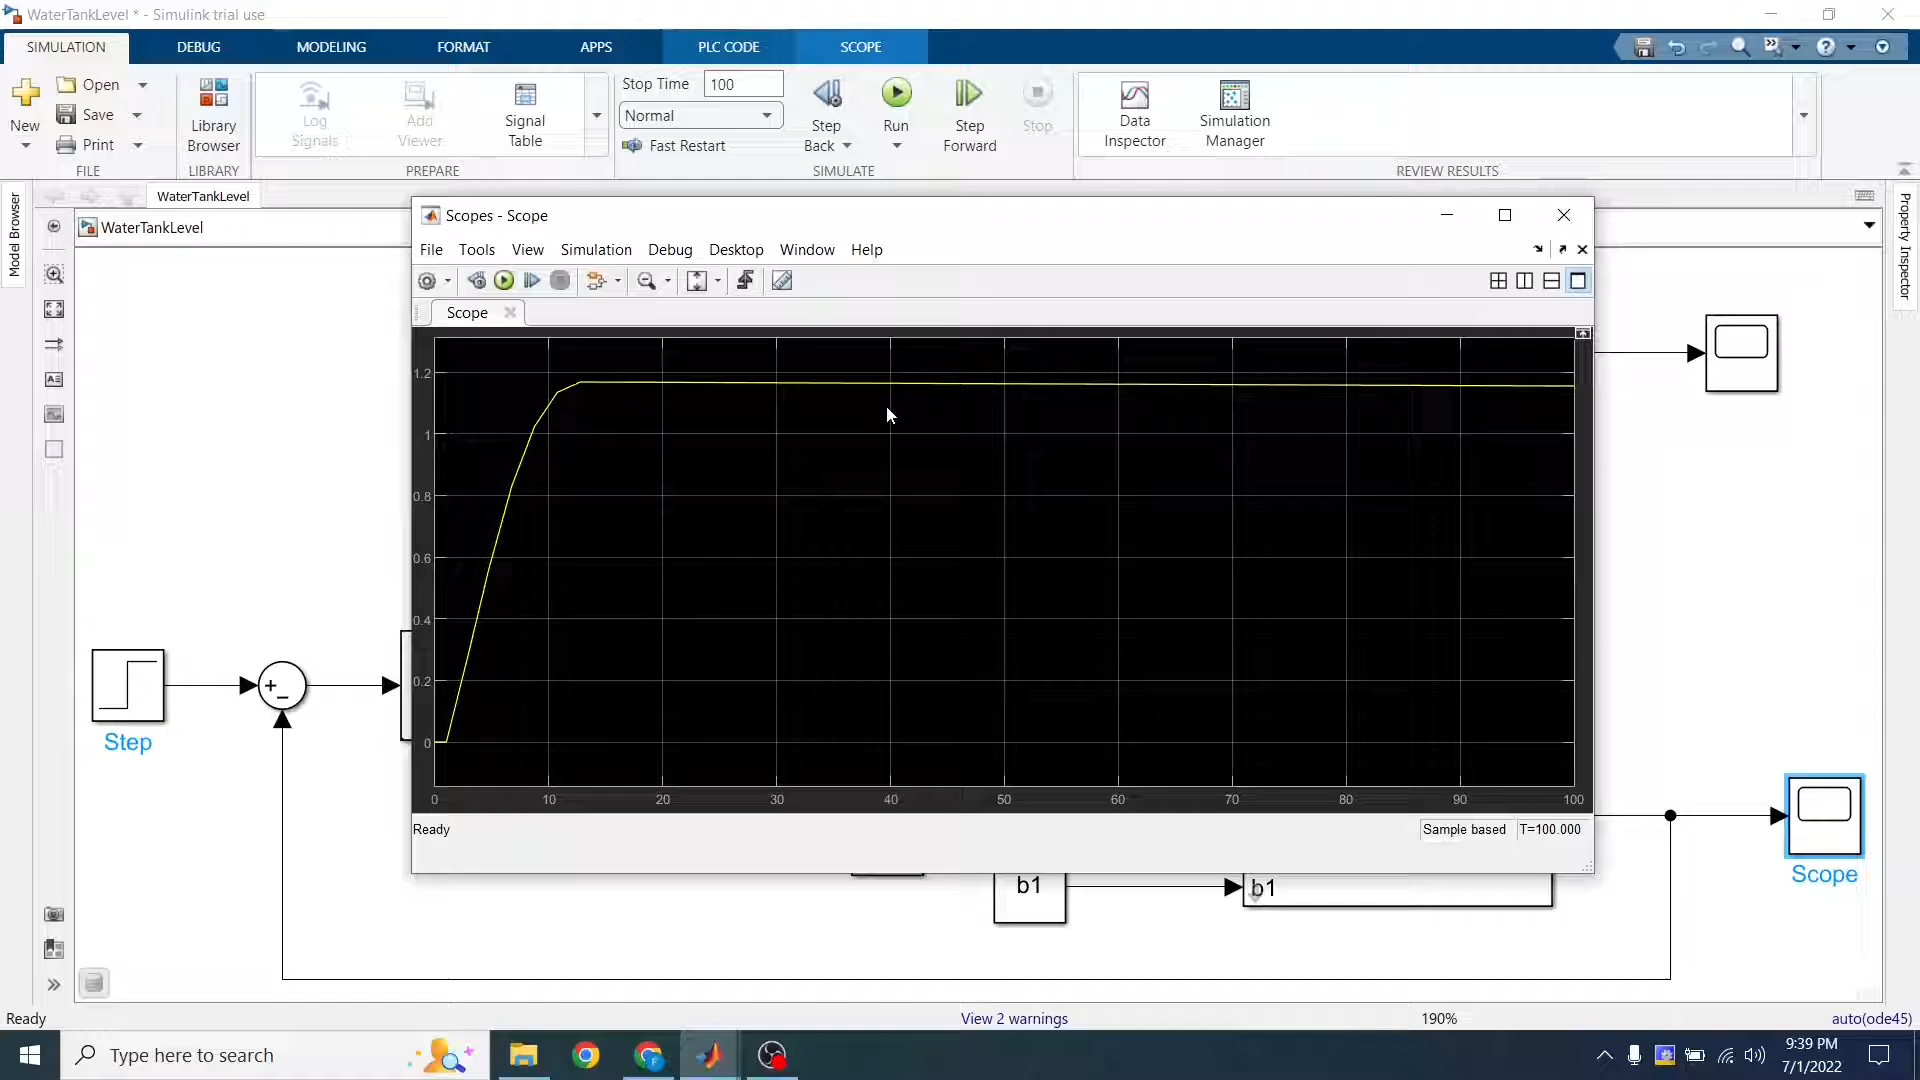 WaterTankLevel * - Simulink trial use
SIMULATION
DEBUG
MODELING
FORMAT
APPS
PLC CODE
SCOPE
New
Open
Save
Print
FILE
Library
Browser
LIBRARY
Log
Signals
Add
Viewer
Signal
Table
PREPARE
Stop Time 100
Normal
Fast Restart
Step
Back
Run
Step
Forward
Stop
SIMULATE
Data
Inspector
Simulation
Manager
REVIEW RESULTS
Model Browser
WaterTankLevel
WaterTankLevel
Property Inspector
Scopes - Scope
File Tools View Simulation Debug Desktop Window Help
Scope
1.2
1
0.8
0.6
0.4
0.2
0
0 10 20 30 40 50 60 70 80 90 100
Ready
Sample based T=100.000
Step
+
−
b1
b1
Scope
Ready
View 2 warnings
190%
auto(ode45)
Type here to search
9:39 PM
7/1/2022